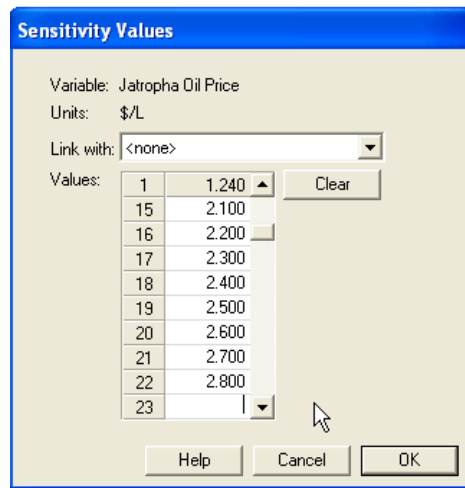 Sensitivity Values
Variable: Jatropha Oil Price
Units: $/L
Link with: <none>
Values: 1 1.240 Clear
15 2.100
16 2.200
17 2.300
18 2.400
19 2.500
20 2.600
21 2.700
22 2.800
23
Help Cancel OK